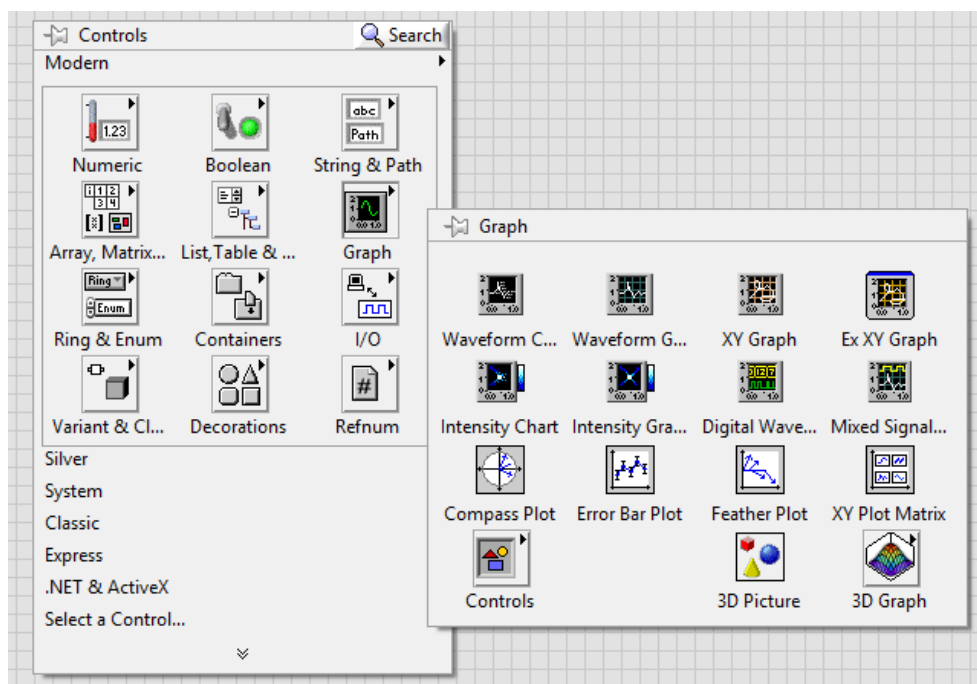 Controls
Search
Modern
Numeric
Boolean
String & Path
Array, Matrix...
List,Table & ...
Graph
Ring & Enum
Containers
I/O
Variant & Cl...
Decorations
Refnum
Silver
System
Classic
Express
.NET & ActiveX
Select a Control...
Graph
Waveform C...
Waveform G...
XY Graph
Ex XY Graph
Intensity Chart
Intensity Gra...
Digital Wave...
Mixed Signal...
Compass Plot
Error Bar Plot
Feather Plot
XY Plot Matrix
Controls
3D Picture
3D Graph
1.23
abc
Path
Ring
Enum
#